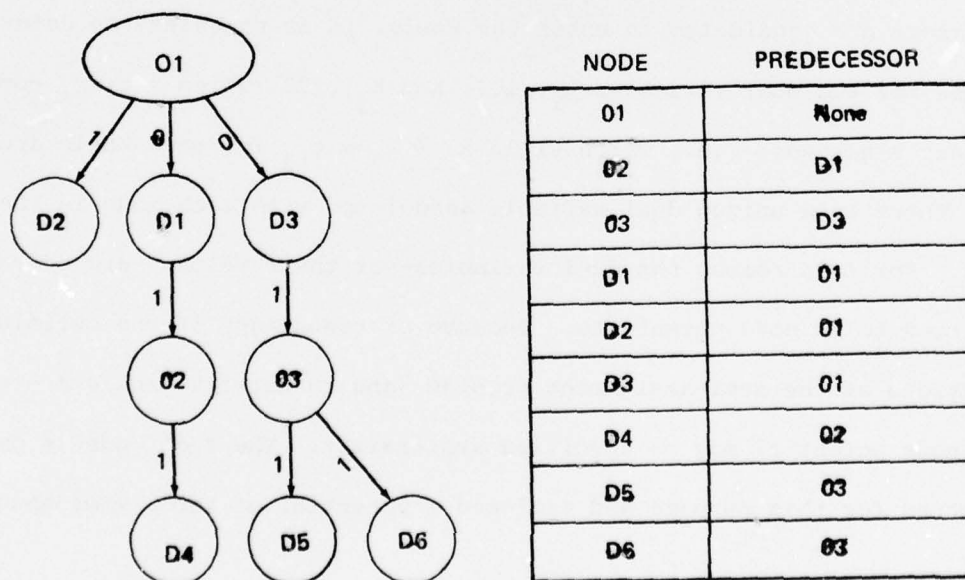 O1
1 0 0
D2 D1 D3
1 1
O2 O3
1 1 1
D4 D5 D6
NODE PREDECESSOR
O1 None
O2 D1
O3 D3
D1 O1
D2 O1
D3 O1
D4 O2
D5 O3
D6 O3